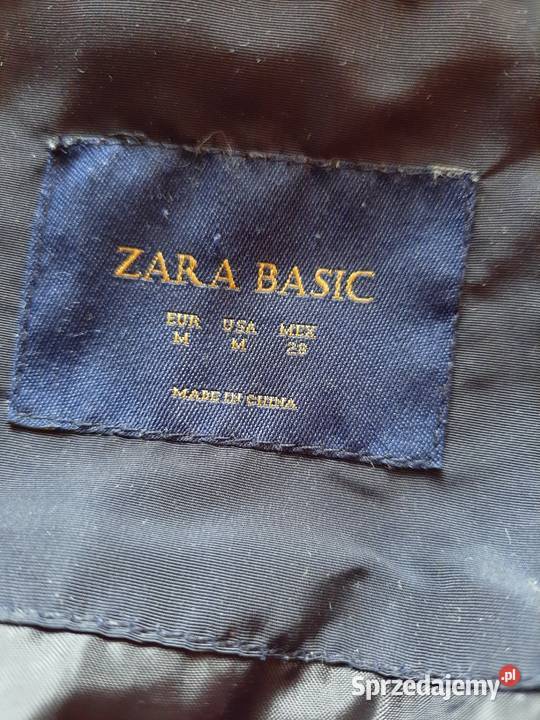 ZARA BASIC
EUR USA MEX
M M 28
MADE IN CHINA
Sprzedajemy.pl